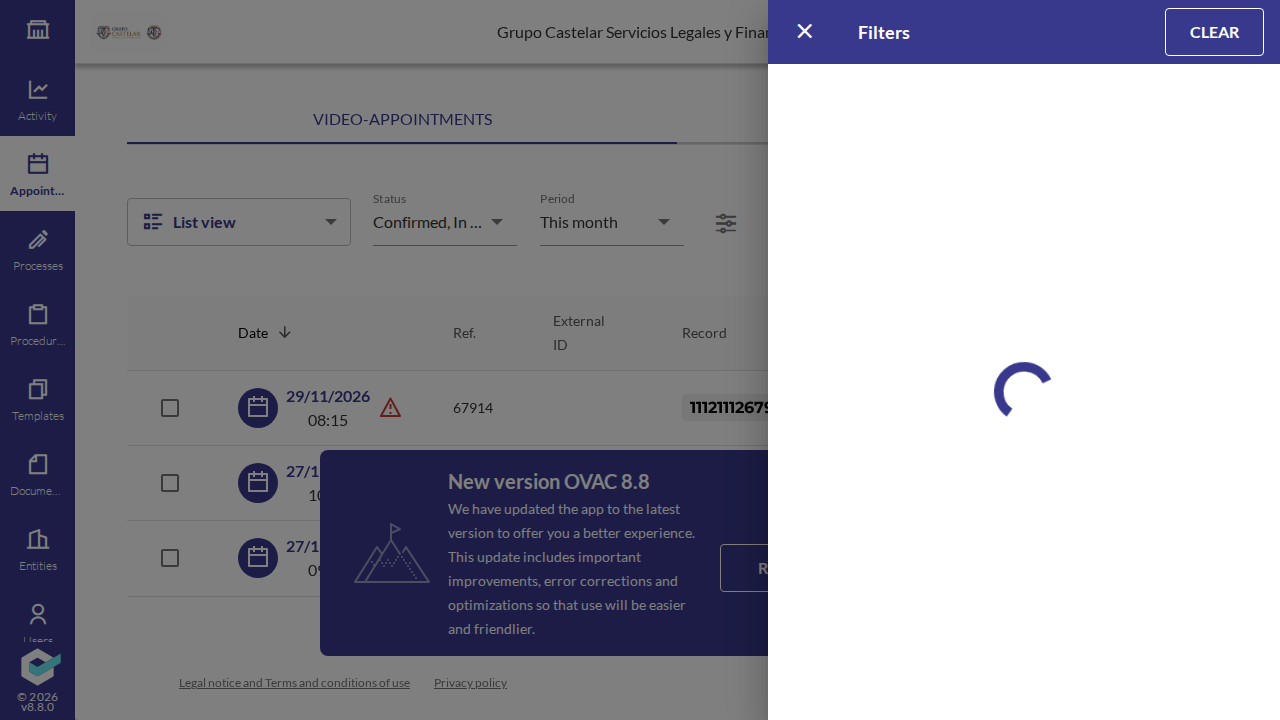 Grupo Castelar Servicios Legales y Finan
Filters
CLEAR
Activity
Appoint...
Processes
Procedur...
Templates
Docume...
Entities
Users
© 2026
v8.8.0
VIDEO-APPOINTMENTS
List view
Status
Confirmed, In ...
Period
This month
Date
Ref.
External
ID
Record
29/11/2026
08:15
67914
1112111267
27/1
10
27/1
09
New version OVAC 8.8
We have updated the app to the latest
version to offer you a better experience.
This update includes important
improvements, error corrections and
optimizations so that use will be easier
and friendlier.
R
Legal notice and Terms and conditions of use
Privacy policy